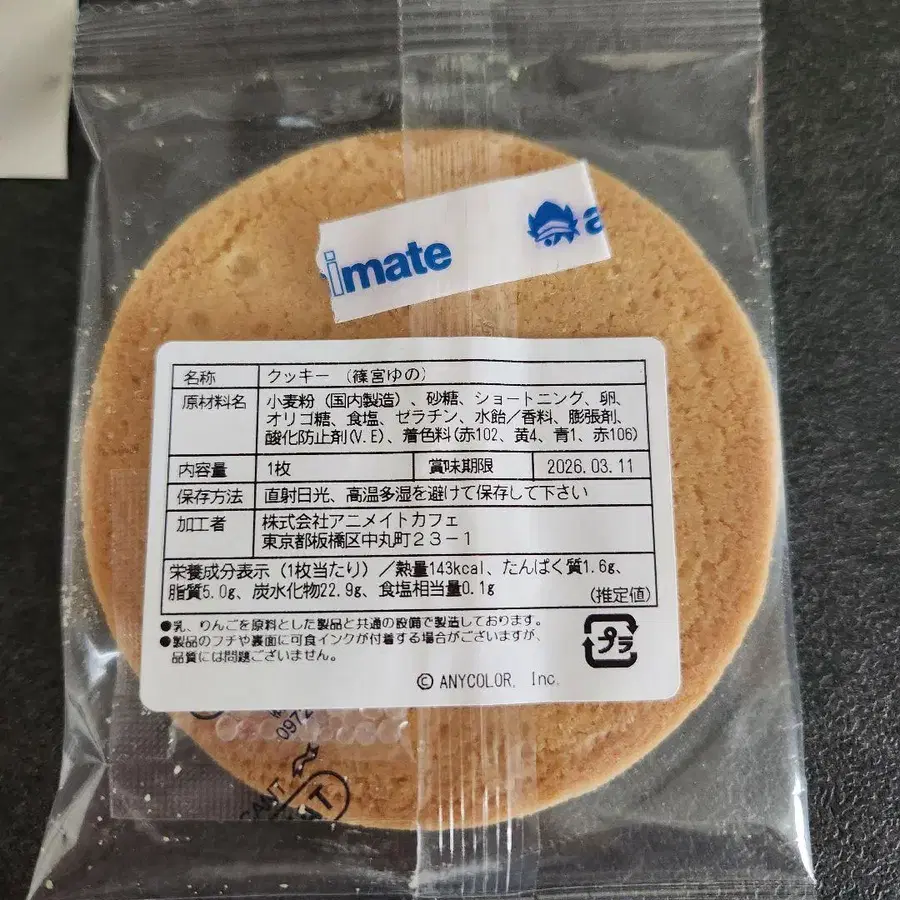 imate
a
名称 クッキー (篠宮ゆの)
原材料名 小麦粉(国内製造)、砂糖、ショートニング、卵、
オリゴ糖、食塩、ゼラチン、水飴/香料、膨張剤、
酸化防止剤(V.E)、着色料(赤102、黄4、青1、赤106)
内容量 1枚 賞味期限 2026.03.11
保存方法 直射日光、高温多湿を避けて保存して下さい
加工者 株式会社アニメイトカフェ
東京都板橋区中丸町23-1
栄養成分表示(1枚当たり)/熱量143kcal、たんぱく質1.6g、
脂質5.0g、炭水化物22.9g、食塩相当量0.1g (推定値)
●乳、りんごを原料とした製品と共通の設備で製造しております。
●製品のフチや裏面に可食インクが付着する場合がございますが、
品質には問題ございません。
プラ
© ANYCOLOR, Inc.
0972